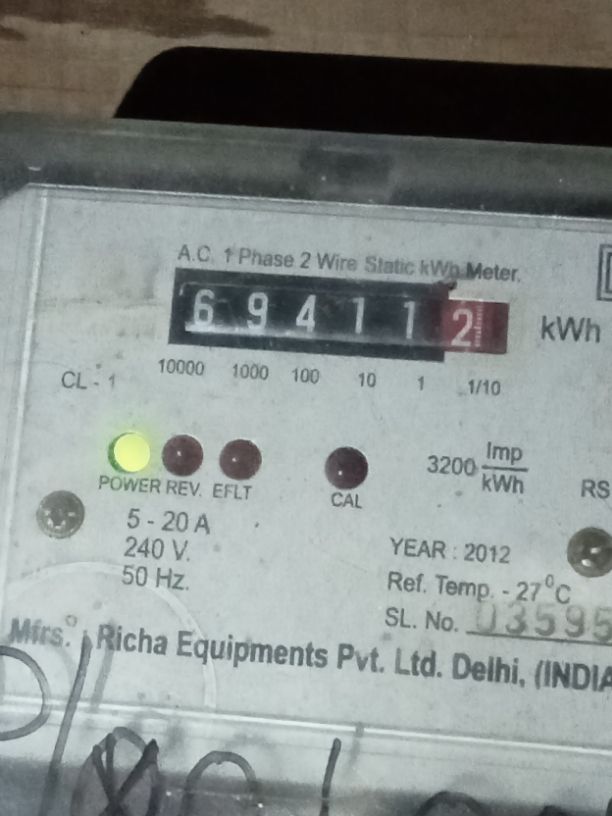 A.C. 1 Phase 2 Wire Static kWh Meter.
694112 kWh
10000 1000 100 10 1 1/10
CL - 1
3200 Imp/kWh
POWER REV. EFLT CAL RS
5 - 20 A
240 V.
50 Hz.
YEAR : 2012
Ref. Temp. - 27°C
SL. No. 03595
Mfrs. : Richa Equipments Pvt. Ltd. Delhi, (INDIA